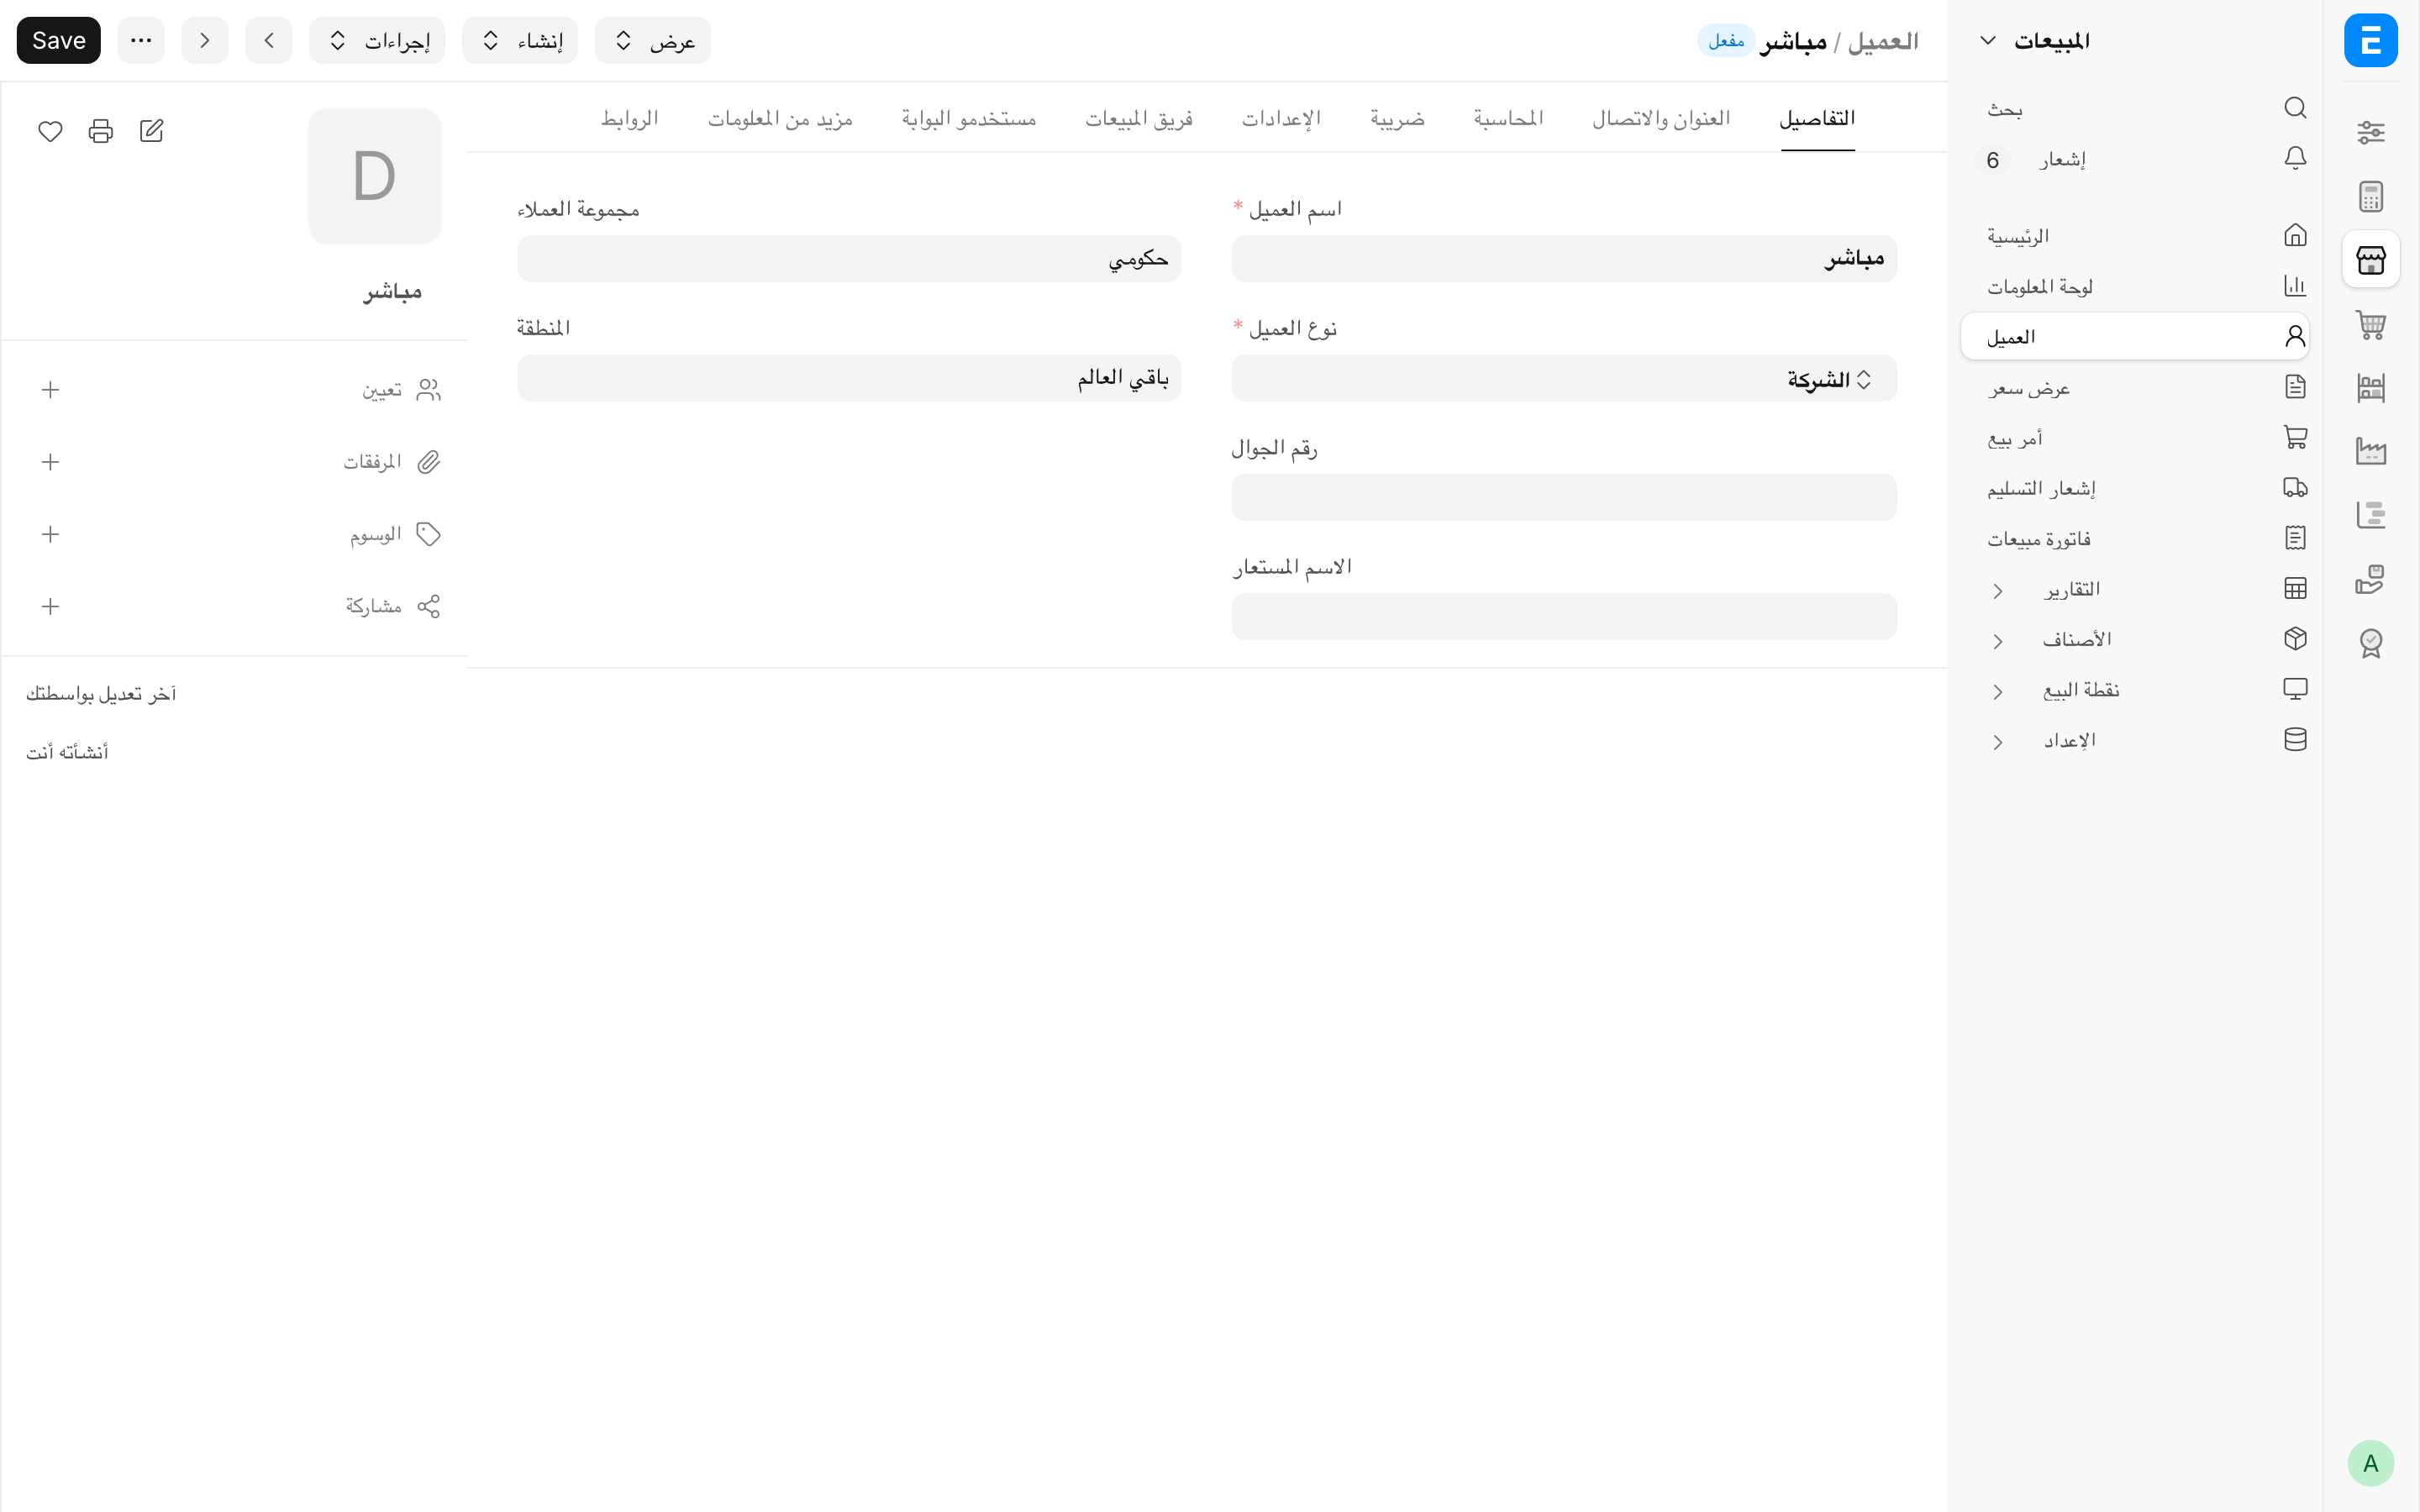 المبيعات
بحث
إشعار 6
الرئيسية
لوحة المعلومات
العميل
عرض سعر
أمر بيع
إشعار التسليم
فاتورة مبيعات
التقارير
الأصناف
نقطة البيع
الإعداد
A
العميل / مباشر مفعل
عرض
إنشاء
إجراءات
Save
التفاصيل
العنوان والاتصال
المحاسبة
ضريبة
الإعدادات
فريق المبيعات
مستخدمو البوابة
مزيد من المعلومات
الروابط
اسم العميل *
مباشر
نوع العميل *
الشركة
رقم الجوال
الاسم المستعار
مجموعة العملاء
حكومي
المنطقة
باقي العالم
D
مباشر
تعيين
المرفقات
الوسوم
مشاركة
آخر تعديل بواسطتك
أنشأته أنت